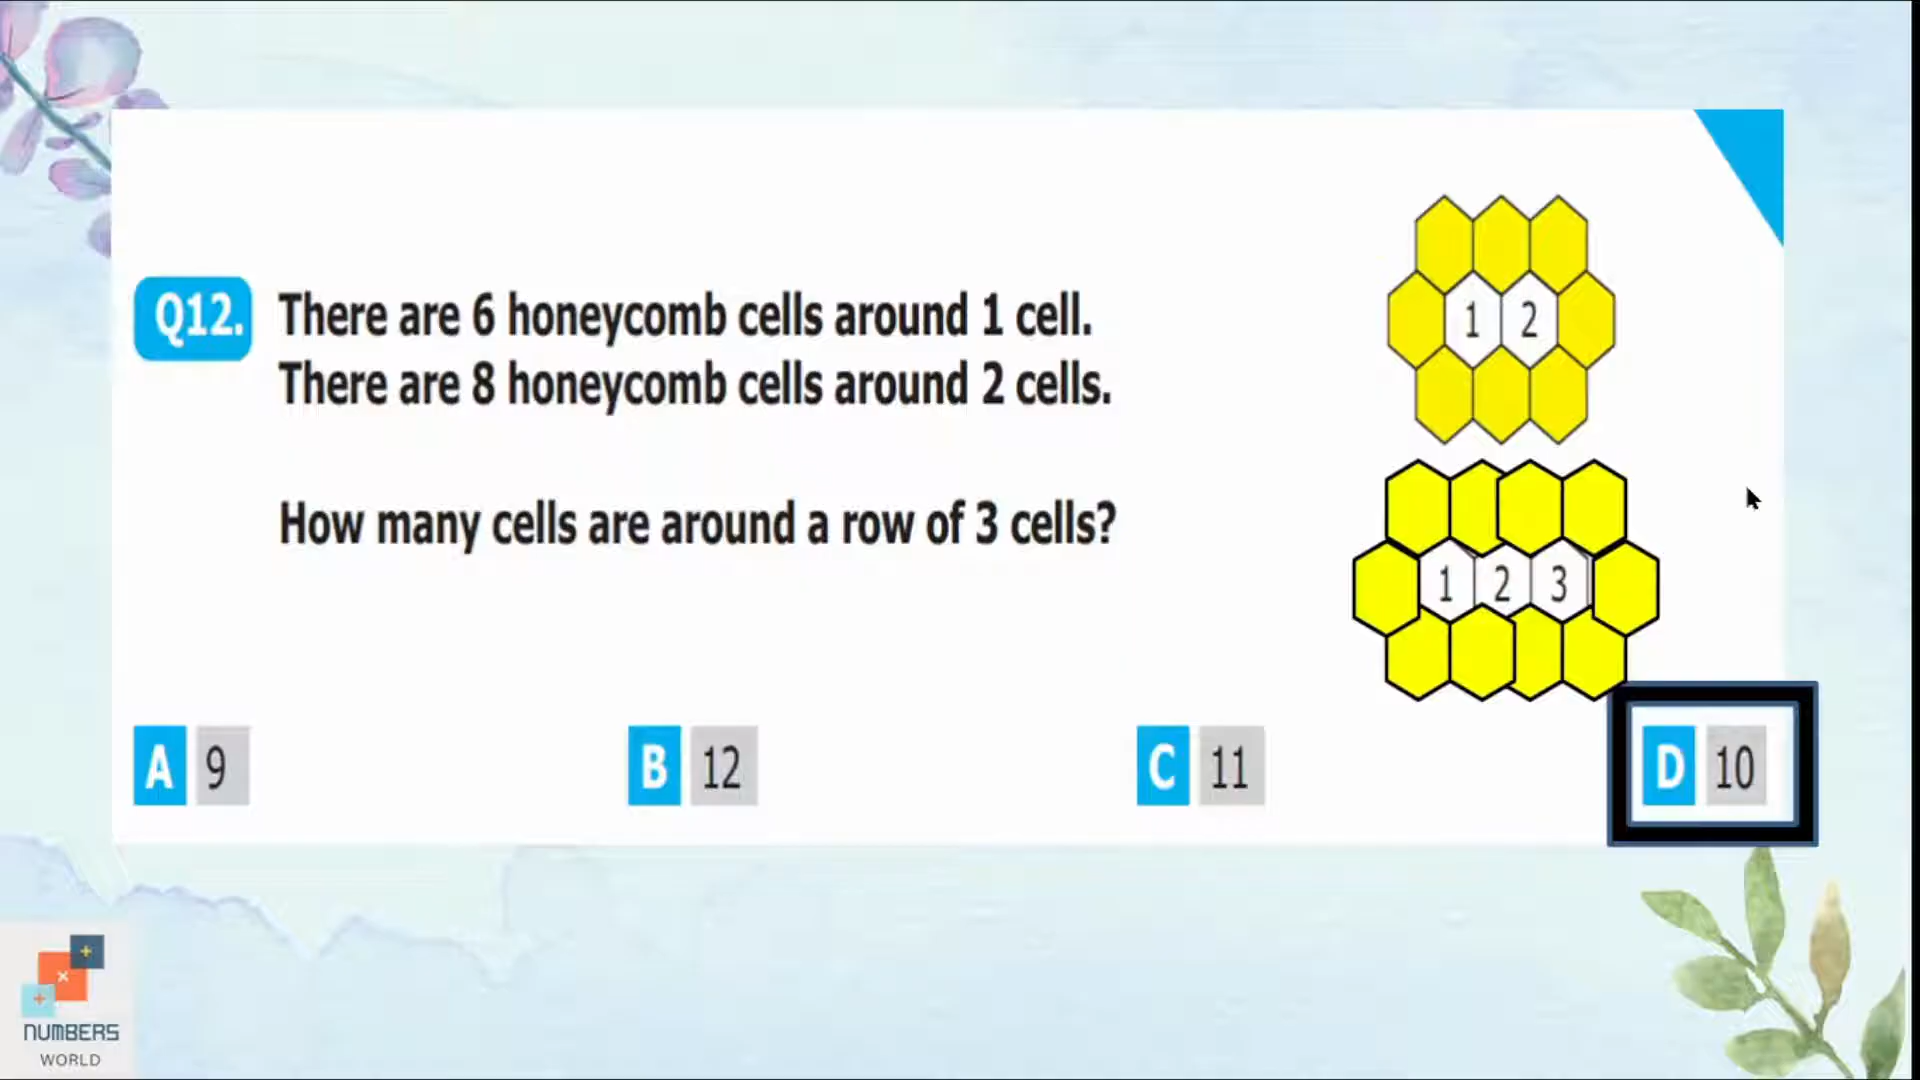 Q12. There are 6 honeycomb cells around 1 cell.
There are 8 honeycomb cells around 2 cells.
How many cells are around a row of 3 cells?
1 2
1 2 3
A 9
B 12
C 11
D 10
+
×
+
NUMBERS
WORLD